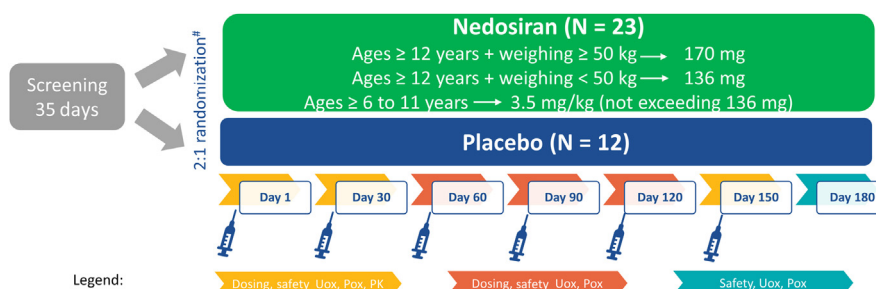 Nedosiran (N = 23)
Ages ≥ 12 years + weighing ≥ 50 kg → 170 mg
Ages ≥ 12 years + weighing < 50 kg → 136 mg
Ages ≥ 6 to 11 years → 3.5 mg/kg (not exceeding 136 mg)
Screening
35 days
2:1 randomization#
Placebo (N = 12)
Day 1 Day 30 Day 60 Day 90 Day 120 Day 150 Day 180
Legend: Dosing, safety Uox, Pox, PK Dosing, safety Uox, Pox Safety, Uox, Pox